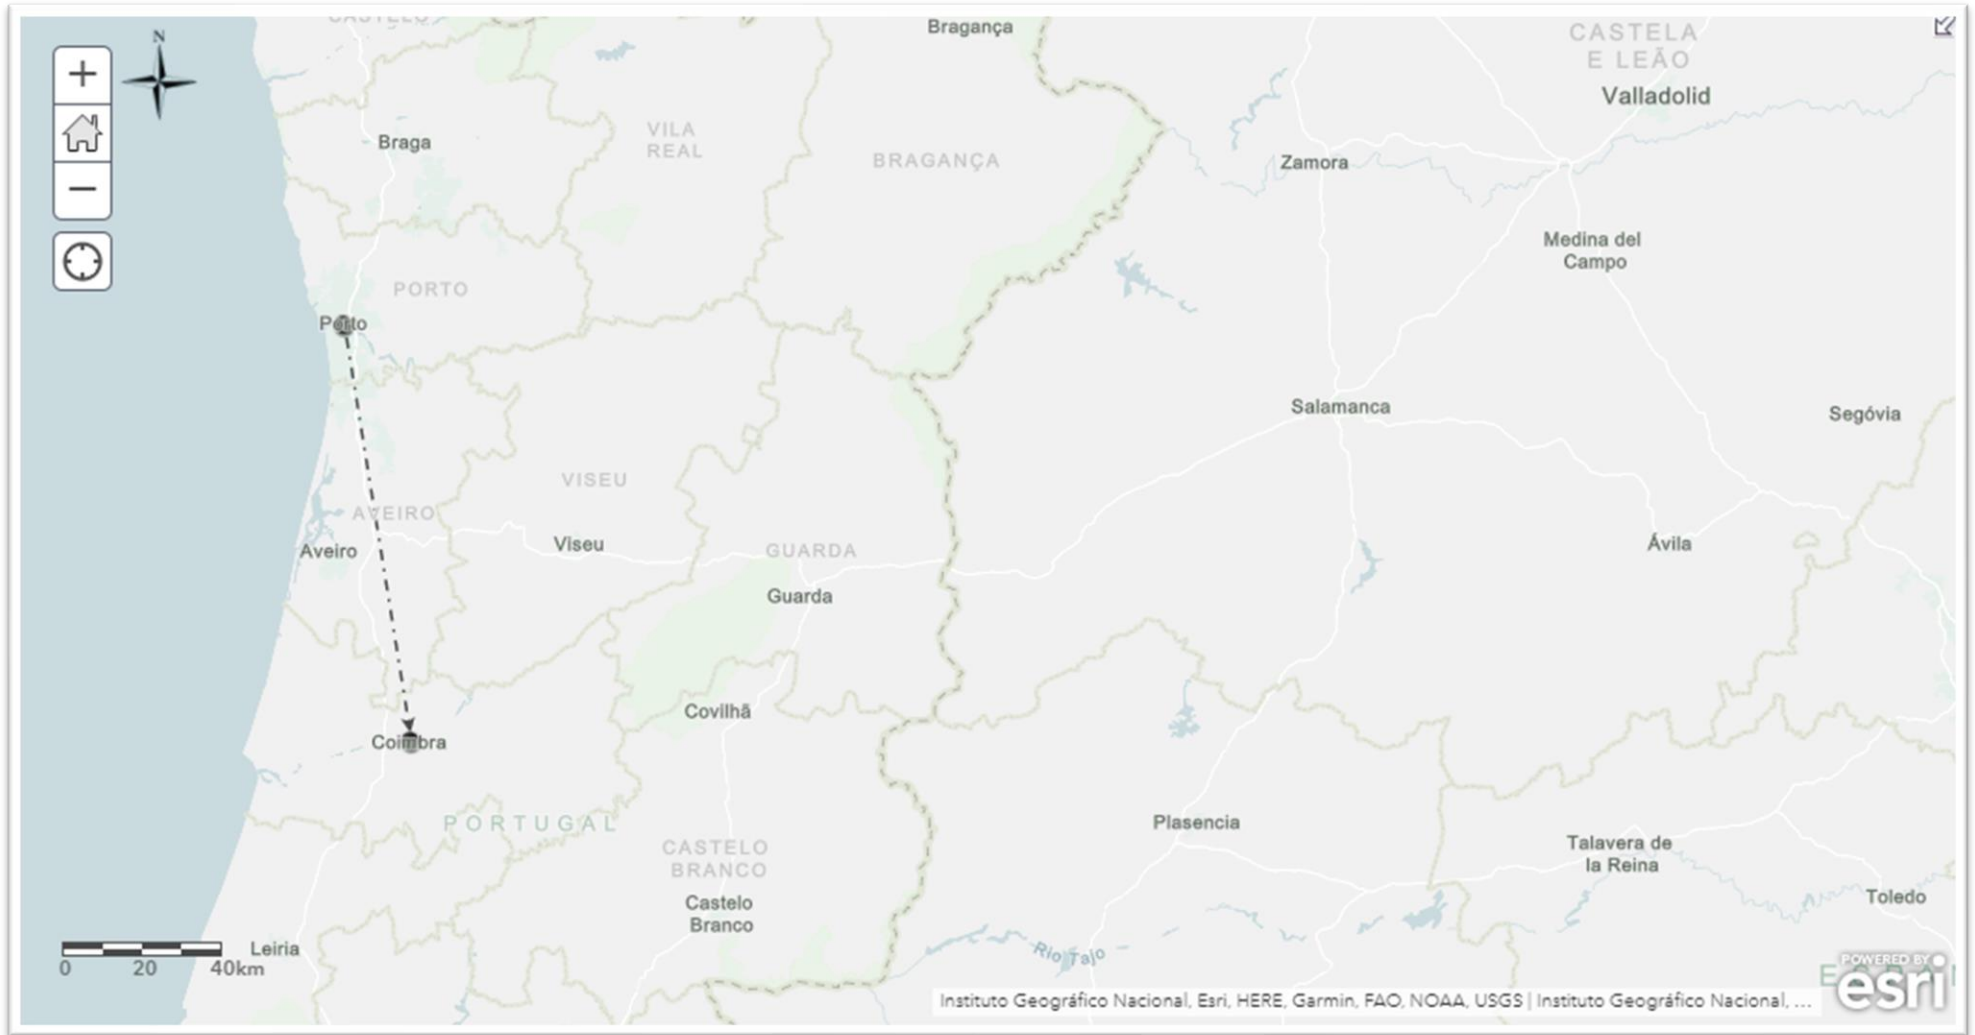 CASTELO
Bragança
CASTELA
E LEÃO
N
Valladolid
Braga
VILA
REAL
BRAGANÇA
Zamora
Medina del
Campo
PORTO
Porto
Salamanca
Segóvia
VISEU
AVEIRO
Aveiro
Viseu
GUARDA
Ávila
Guarda
Covilhã
Coimbra
PORTUGAL
Plasencia
CASTELO
BRANCO
Talavera de
la Reina
Castelo
Branco
Toledo
Leiria
Rio Tajo
0 20 40km
POWERED BY
esri
Instituto Geográfico Nacional, Esri, HERE, Garmin, FAO, NOAA, USGS | Instituto Geográfico Nacional, ...